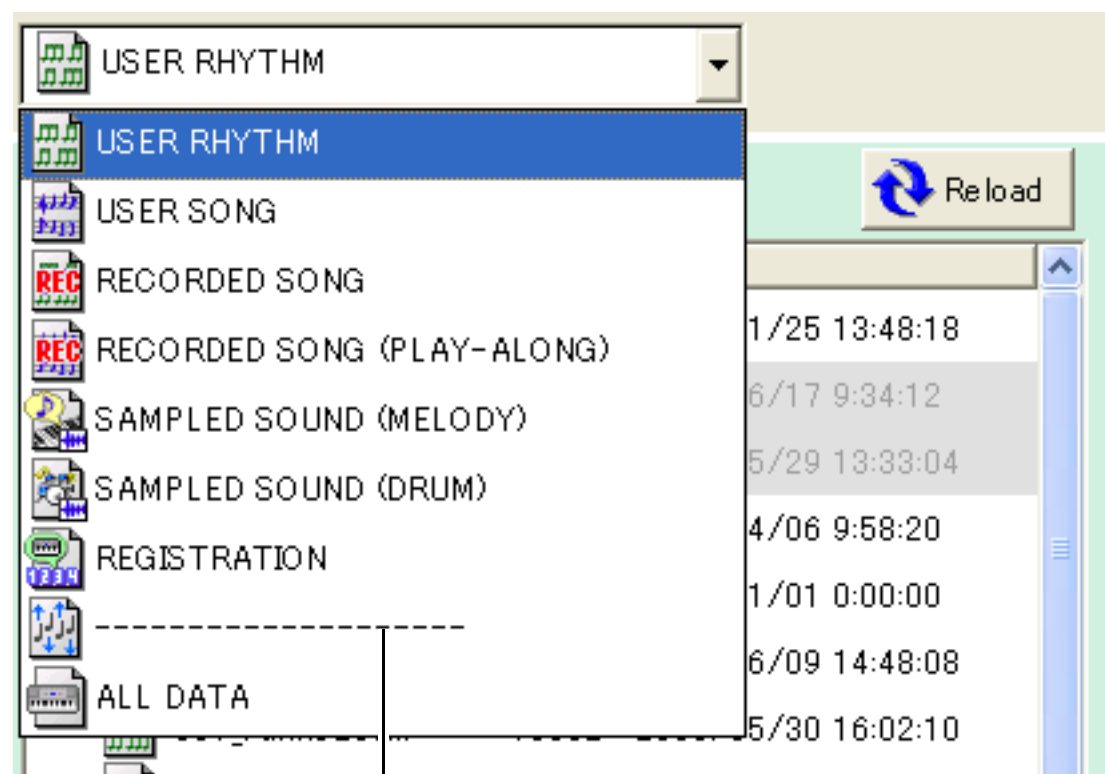 USER RHYTHM
USER RHYTHM
USER SONG
Reload
RECORDED SONG
RECORDED SONG (PLAY-ALONG)
1/25 13:48:18
6/17 9:34:12
SAMPLED SOUND (MELODY)
5/29 13:33:04
SAMPLED SOUND (DRUM)
4/06 9:58:20
REGISTRATION
1/01 0:00:00
--------------------
6/09 14:48:08
ALL DATA
5/30 16:02:10